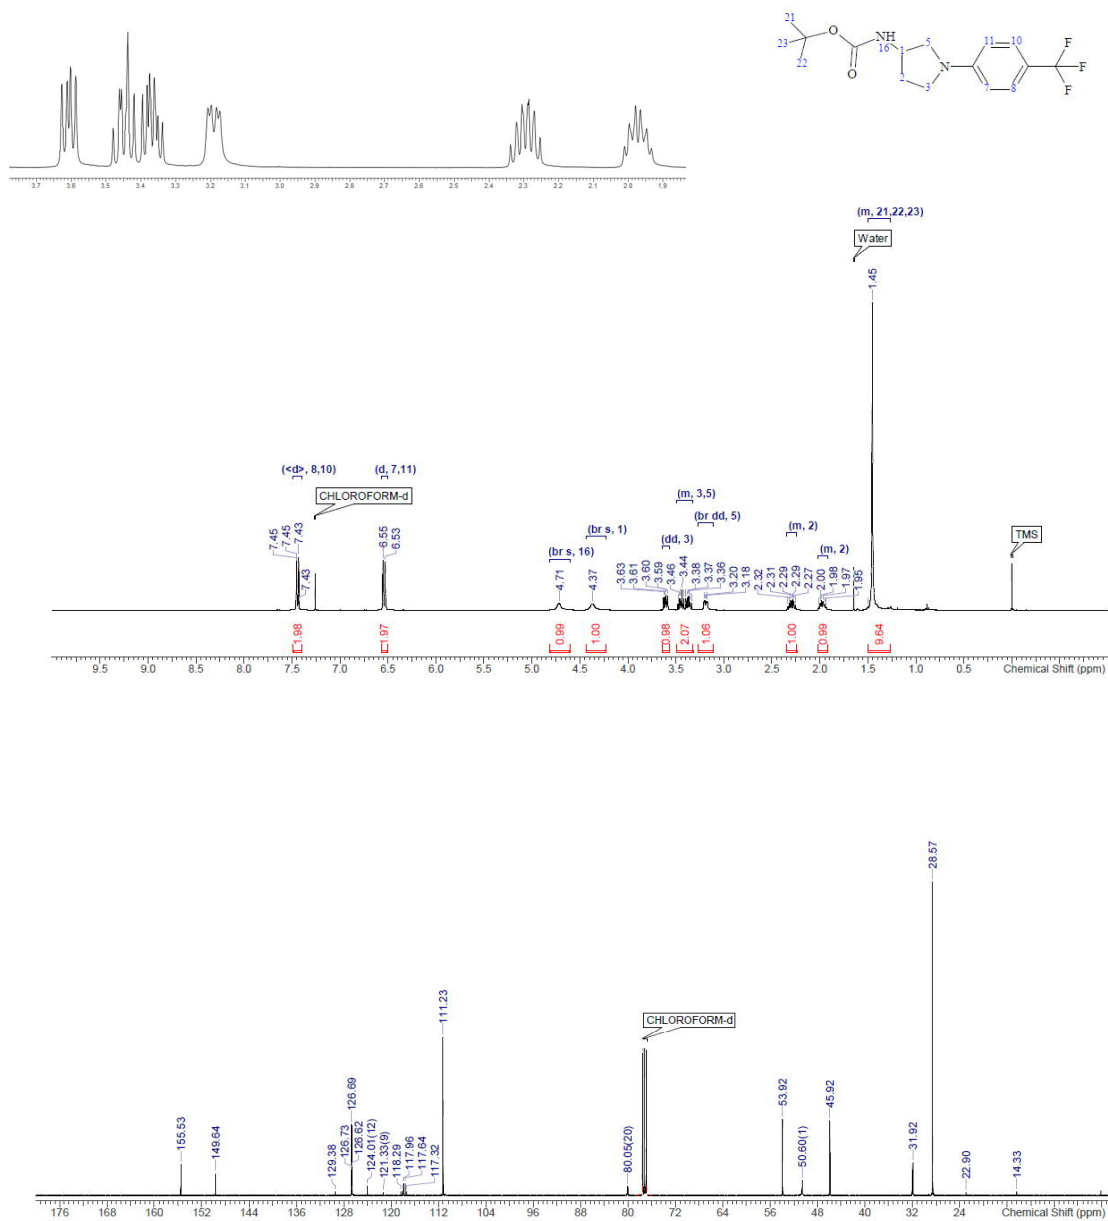 21
23
22
O
O
NH
16
1
2
3
5
N
11
10
7
8
F
F
F
3.7 3.6 3.5 3.4 3.3 3.2 3.1 3.0 2.9 2.8 2.7 2.6 2.5 2.4 2.3 2.2 2.1 2.0 1.9
(m, 21,22,23)
Water
1.45
(<d>, 8,10)
(d, 7,11)
CHLOROFORM-d
(m, 3,5)
(br dd, 5)
(br s, 1)
(m, 2)
(br s, 16)
(dd, 3)
(m, 2)
TMS
7.45
7.45
7.43
7.43
6.55
6.53
4.71
4.37
3.63
3.61
3.60
3.59
3.46
3.44
3.38
3.37
3.36
3.20
3.18
2.32
2.31
2.29
2.29
2.27
2.00
1.98
1.97
1.95
1.98 1.97 0.99 1.00 0.98 2.07 1.06 1.00 0.99 9.64
9.5 9.0 8.5 8.0 7.5 7.0 6.5 6.0 5.5 5.0 4.5 4.0 3.5 3.0 2.5 2.0 1.5 1.0 0.5
Chemical Shift (ppm)
28.57
CHLOROFORM-d
111.23
155.53
149.64
129.38
126.73
126.69
126.62
124.01(12)
121.33(9)
118.29
117.96
117.64
117.32
80.05(20)
53.92
50.60(1)
45.92
31.92
22.90
14.33
176 168 160 152 144 136 128 120 112 104 96 88 80 72 64 56 48 40 32 24
Chemical Shift (ppm)